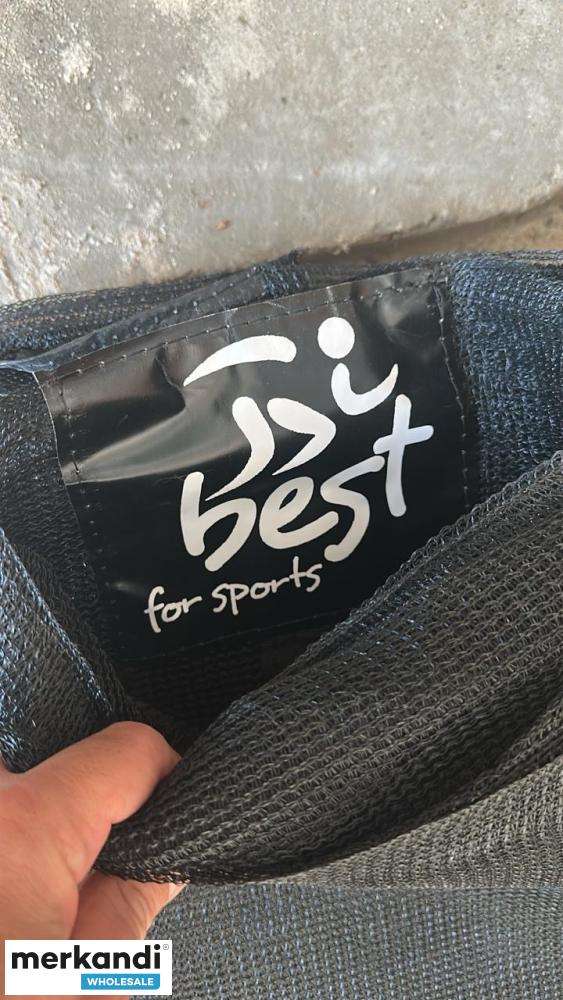 best
for sports
merkandi®
WHOLESALE